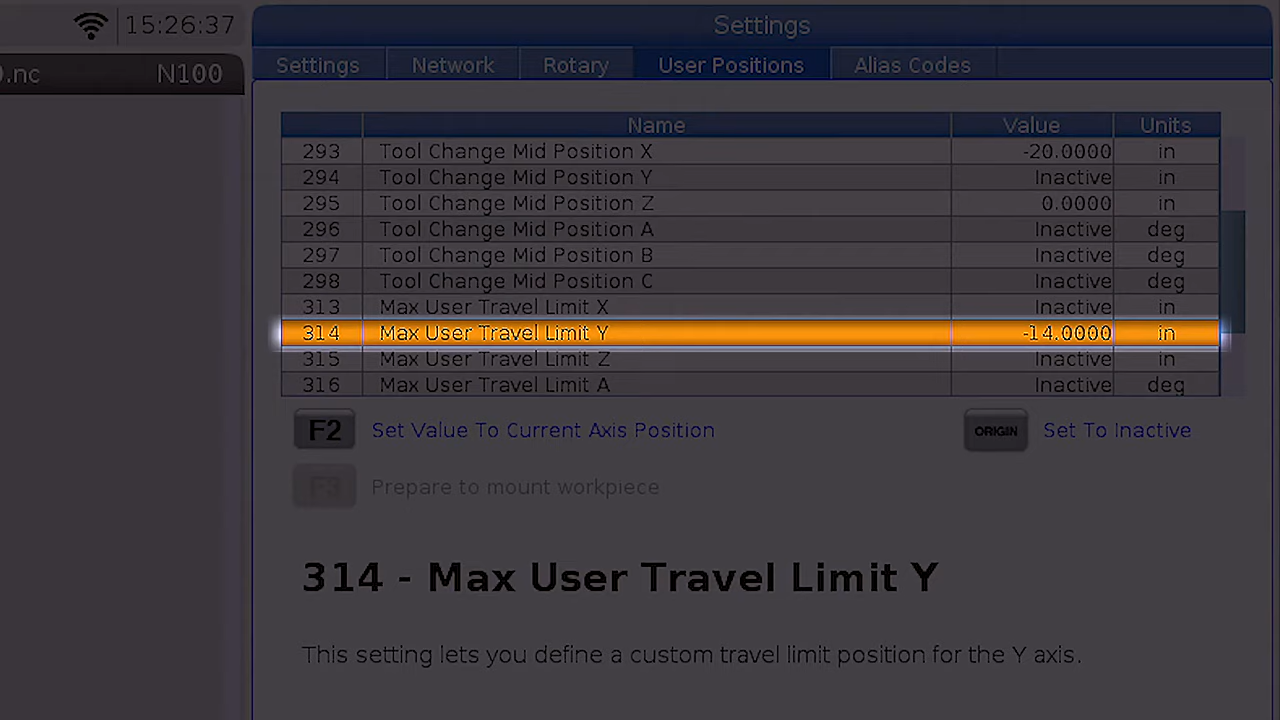 15:26:37
0.nc N100
Settings
Settings Network Rotary User Positions Alias Codes
Name Value Units
293 Tool Change Mid Position X -20.0000 in
294 Tool Change Mid Position Y Inactive in
295 Tool Change Mid Position Z 0.0000 in
296 Tool Change Mid Position A Inactive deg
297 Tool Change Mid Position B Inactive deg
298 Tool Change Mid Position C Inactive deg
313 Max User Travel Limit X Inactive in
314 Max User Travel Limit Y -14.0000 in
315 Max User Travel Limit Z Inactive in
316 Max User Travel Limit A Inactive deg
F2 Set Value To Current Axis Position ORIGIN Set To Inactive
F3 Prepare to mount workpiece
314 - Max User Travel Limit Y
This setting lets you define a custom travel limit position for the Y axis.